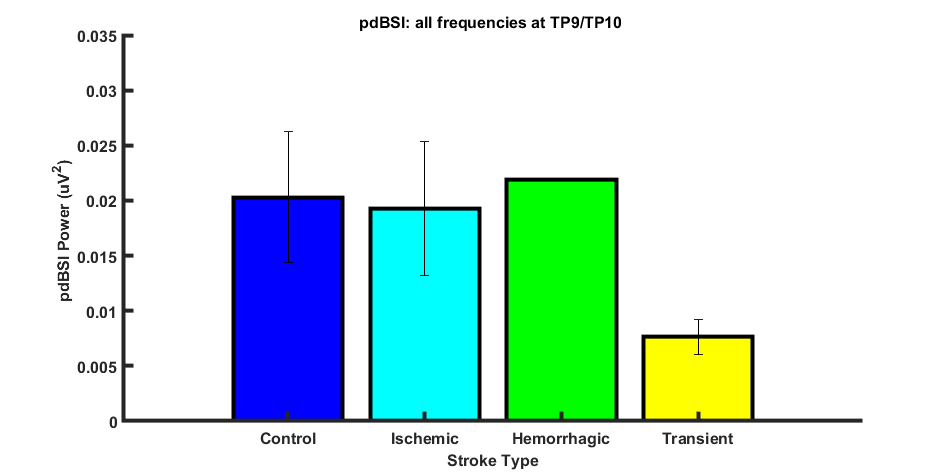 pdBSI: all frequencies at TP9/TP10
0.035
0.03
0.025
0.02
0.015
0.01
0.005
0
pdBSI Power (uV²)
Control Ischemic Hemorrhagic Transient
Stroke Type